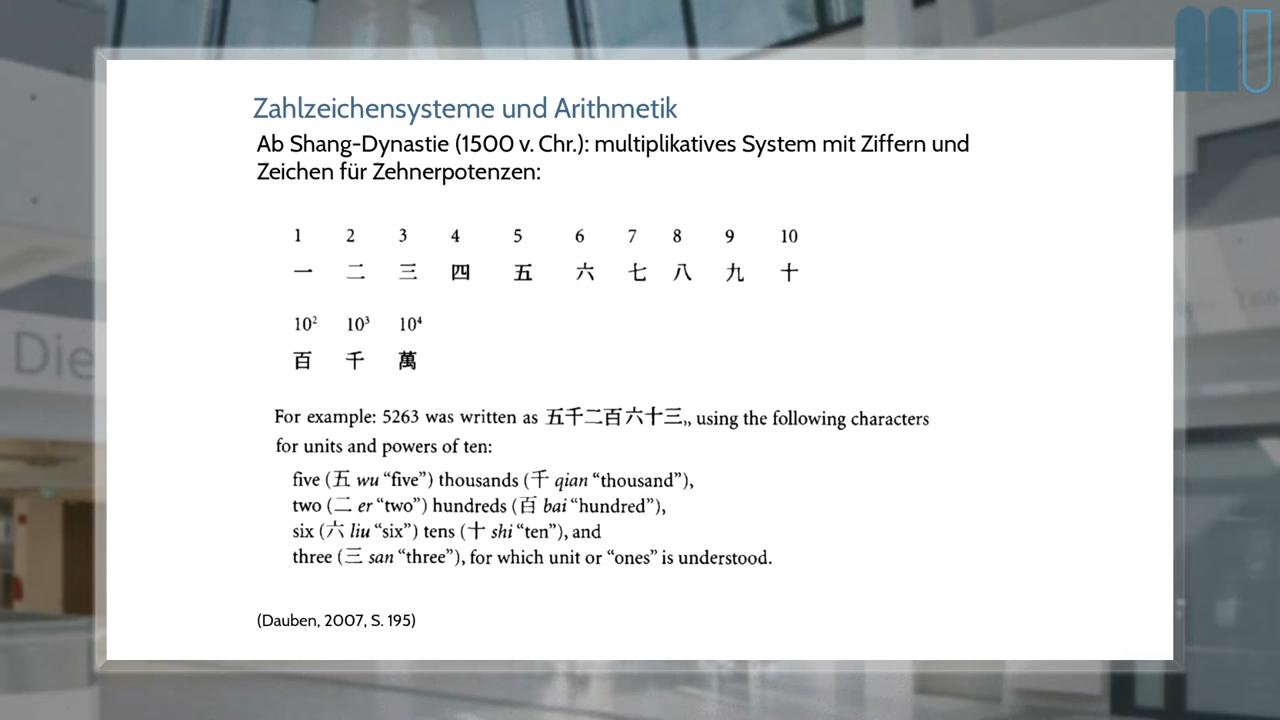 Zahlzeichensysteme und Arithmetik
Ab Shang-Dynastie (1500 v. Chr.): multiplikatives System mit Ziffern und
Zeichen für Zehnerpotenzen:
1 2 3 4 5 6 7 8 9 10
一 二 三 四 五 六 七 八 九 十
10² 10³ 10⁴
百 千 萬
For example: 5263 was written as 五千二百六十三,, using the following characters
for units and powers of ten:
five (五 wu “five”) thousands (千 qian “thousand”),
two (二 er “two”) hundreds (百 bai “hundred”),
six (六 liu “six”) tens (十 shi “ten”), and
three (三 san “three”), for which unit or “ones” is understood.
(Dauben, 2007, S. 195)
Die